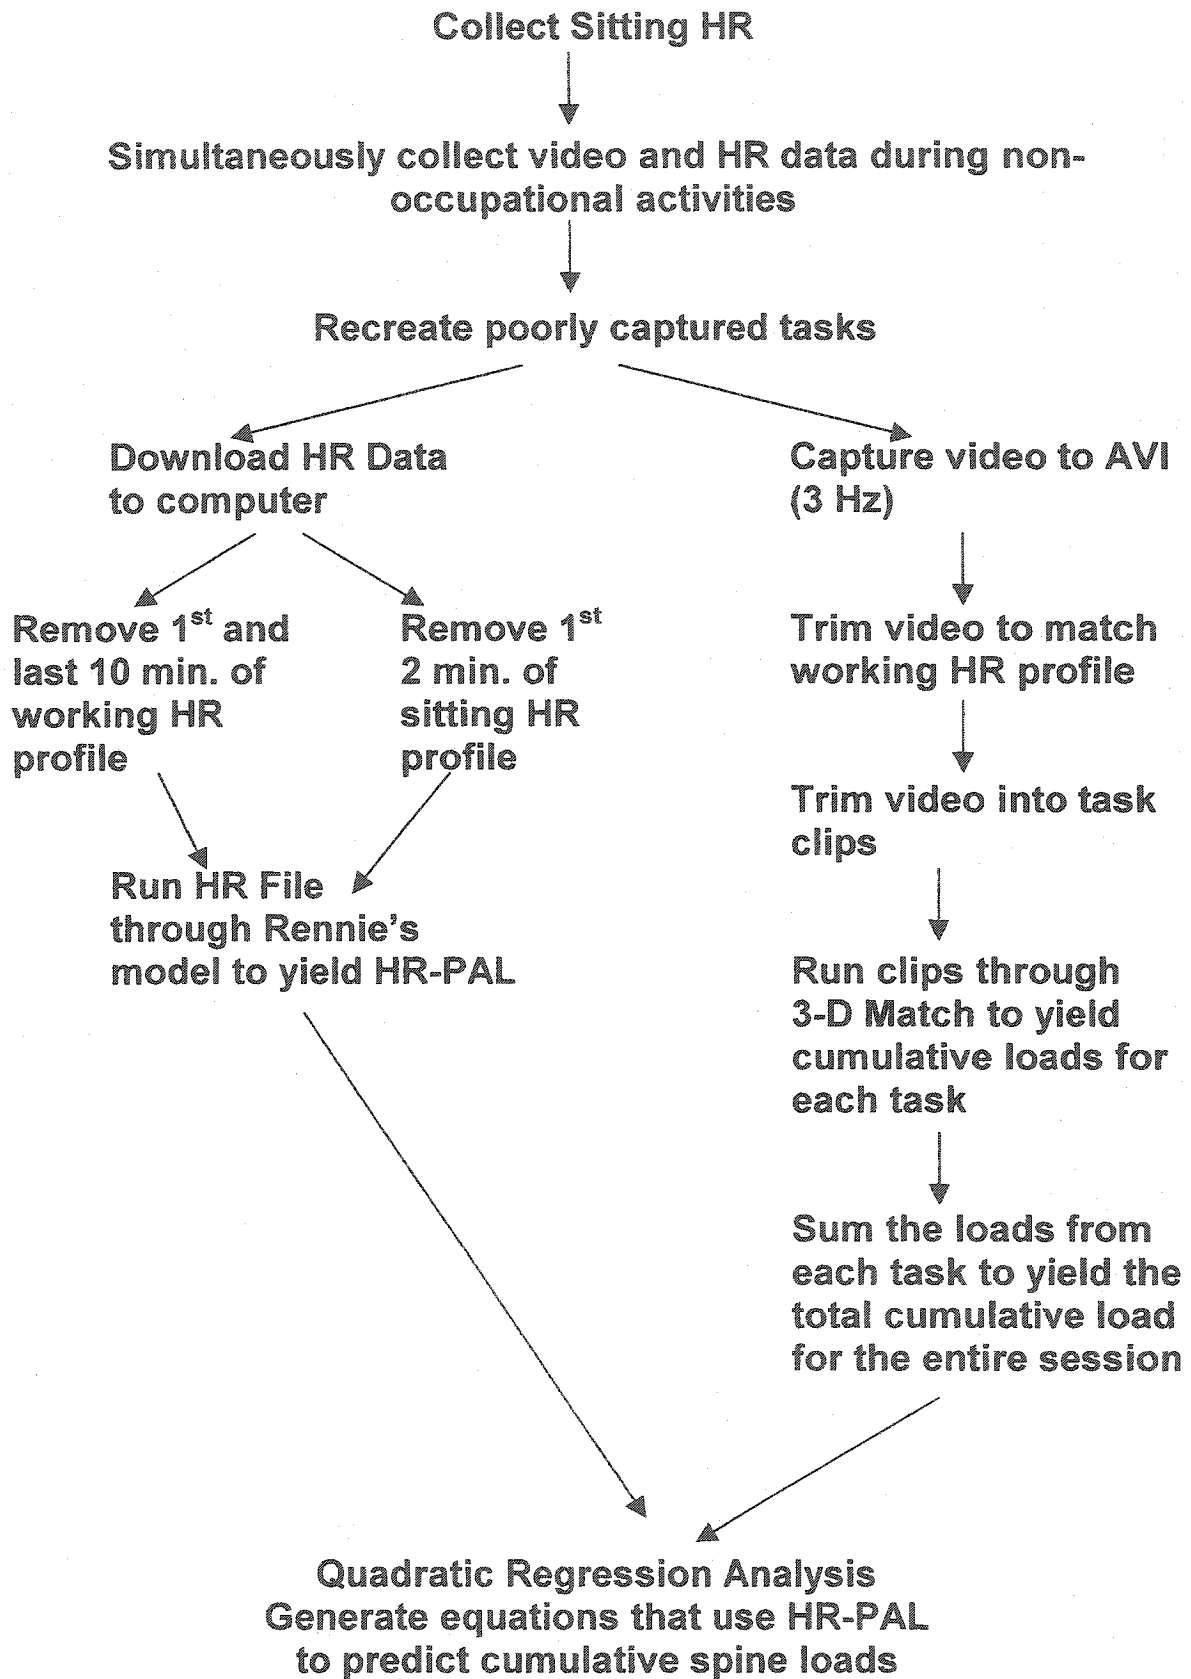 Collect Sitting HR
Simultaneously collect video and HR data during non-
occupational activities
Recreate poorly captured tasks
Download HR Data
to computer
Remove 1st and
last 10 min. of
working HR
profile
Remove 1st
2 min. of
sitting HR
profile
Run HR File
through Rennie's
model to yield HR-PAL
Capture video to AVI
(3 Hz)
Trim video to match
working HR profile
Trim video into task
clips
Run clips through
3-D Match to yield
cumulative loads for
each task
Sum the loads from
each task to yield the
total cumulative load
for the entire session
Quadratic Regression Analysis
Generate equations that use HR-PAL
to predict cumulative spine loads